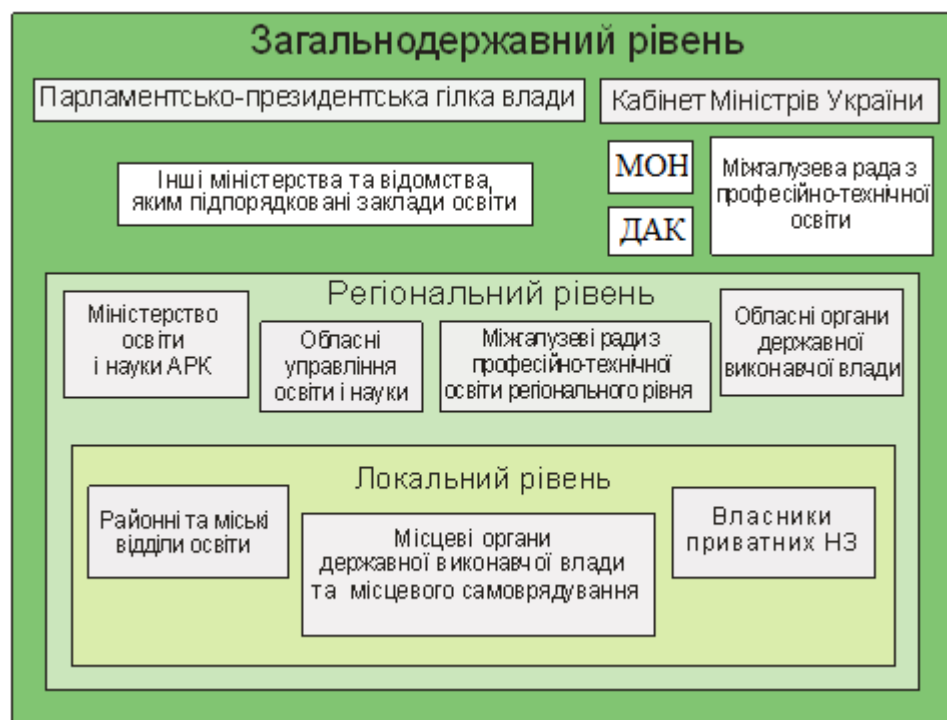 Загальнодержавний рівень
Парламентсько-президентська гілка влади
Кабінет Міністрів України
Інші міністерства та відомства,
яким підпорядковані заклади освіти
МОН
ДАК
Міжгалузева рада з
професійно-технічної
освіти
Регіональний рівень
Міністерство
освіти
і науки АРК
Обласні
управління
освіти і науки
Міжгалузеві ради з
професійно-технічної
освіти регіонального рівня
Обласні органи
державної
виконавчої влади
Локальний рівень
Районні та міські
відділи освіти
Місцеві органи
державної виконавчої влади
та місцевого самоврядування
Власники
приватних НЗ